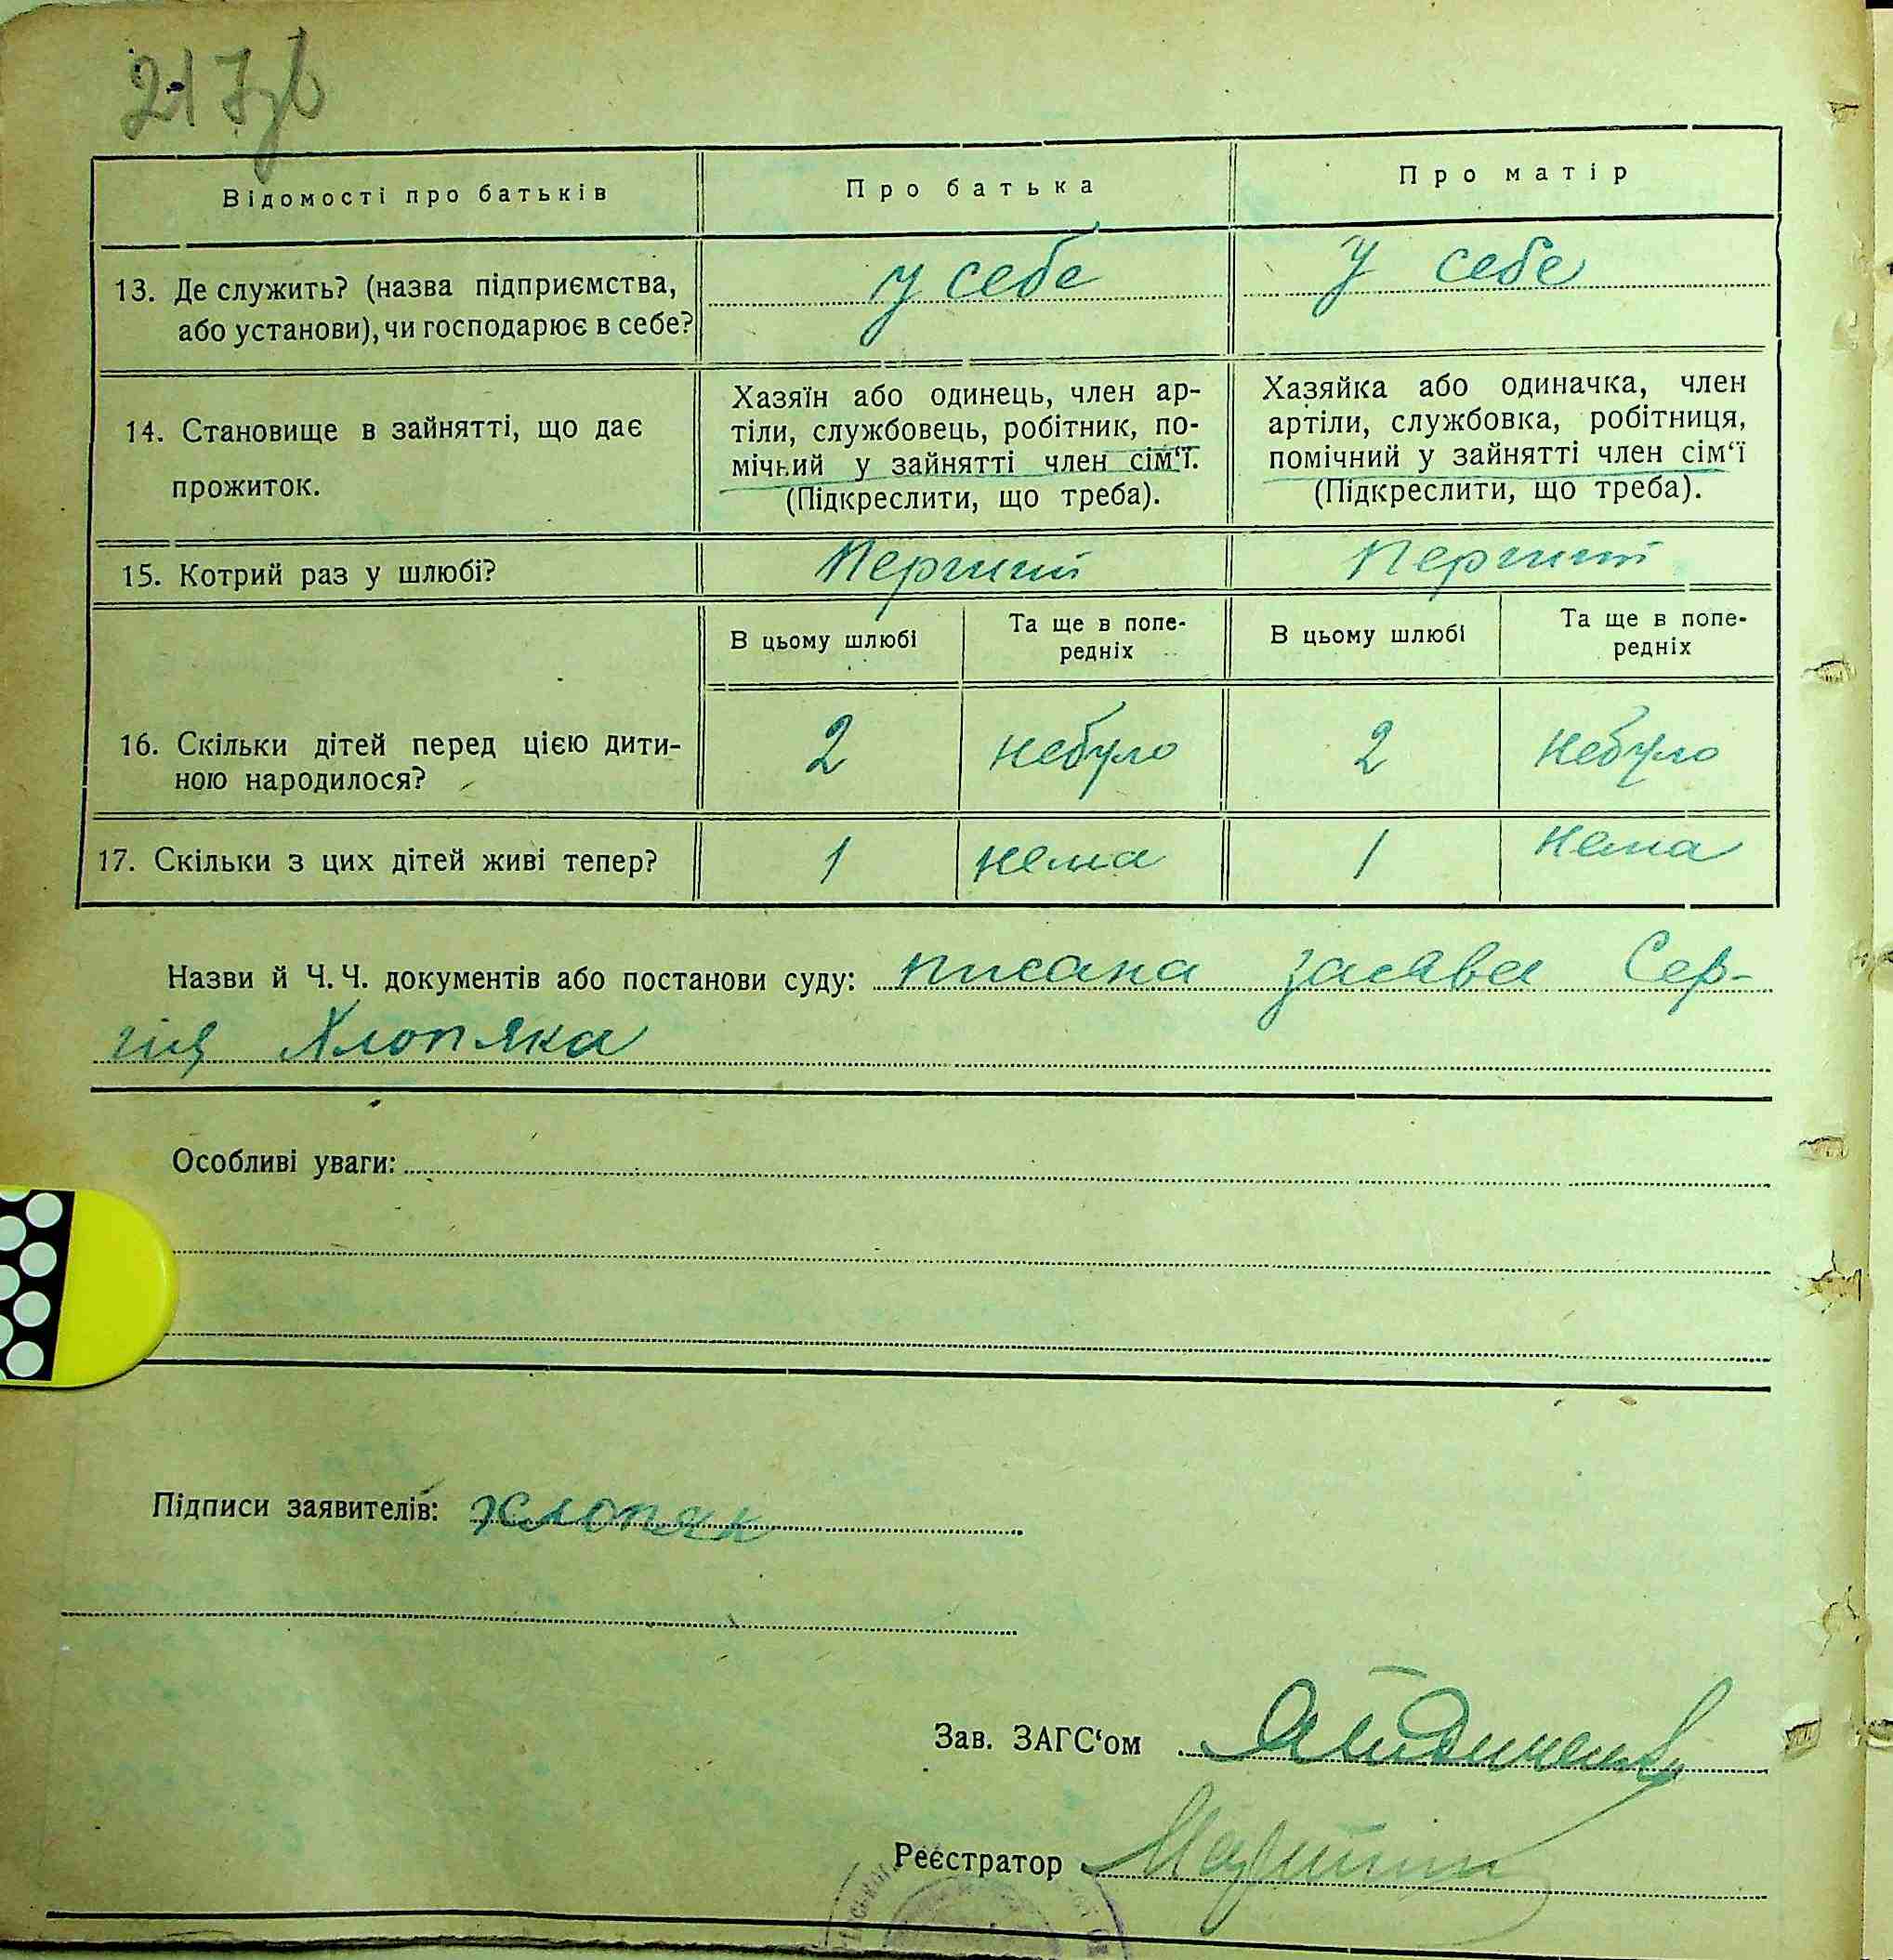 217зв
Відомості про батьків
Про батька
Про матір
13. Де служить? (назва підприємства,
або установи), чи господарює в себе?
у себе
у себе
14. Становище в зайнятті, що дає
прожиток.
Хазяїн або одинець, член ар-
тіли, службовець, робітник, по-
мічний у зайнятті член сім‘ї.
(Підкреслити, що треба).
Хазяйка або одиначка, член
артіли, службовка, робітниця,
помічний у зайнятті член сім‘ї
(Підкреслити, що треба).
15. Котрий раз у шлюбі?
Перший
Перший
В цьому шлюбі
Та ще в попе-
редніх
В цьому шлюбі
Та ще в попе-
редніх
16. Скільки дітей перед цією дити-
ною народилося?
2
небуло
2
небуло
17. Скільки з цих дітей живі тепер?
1
нема
1
нема
Назви й Ч. Ч. документів або постанови суду: писана заява Сер-
гия Хлопяка
Особливі уваги:
Підписи заявителів: Хлопяк
Зав. ЗАГС‘ом
Реєстратор